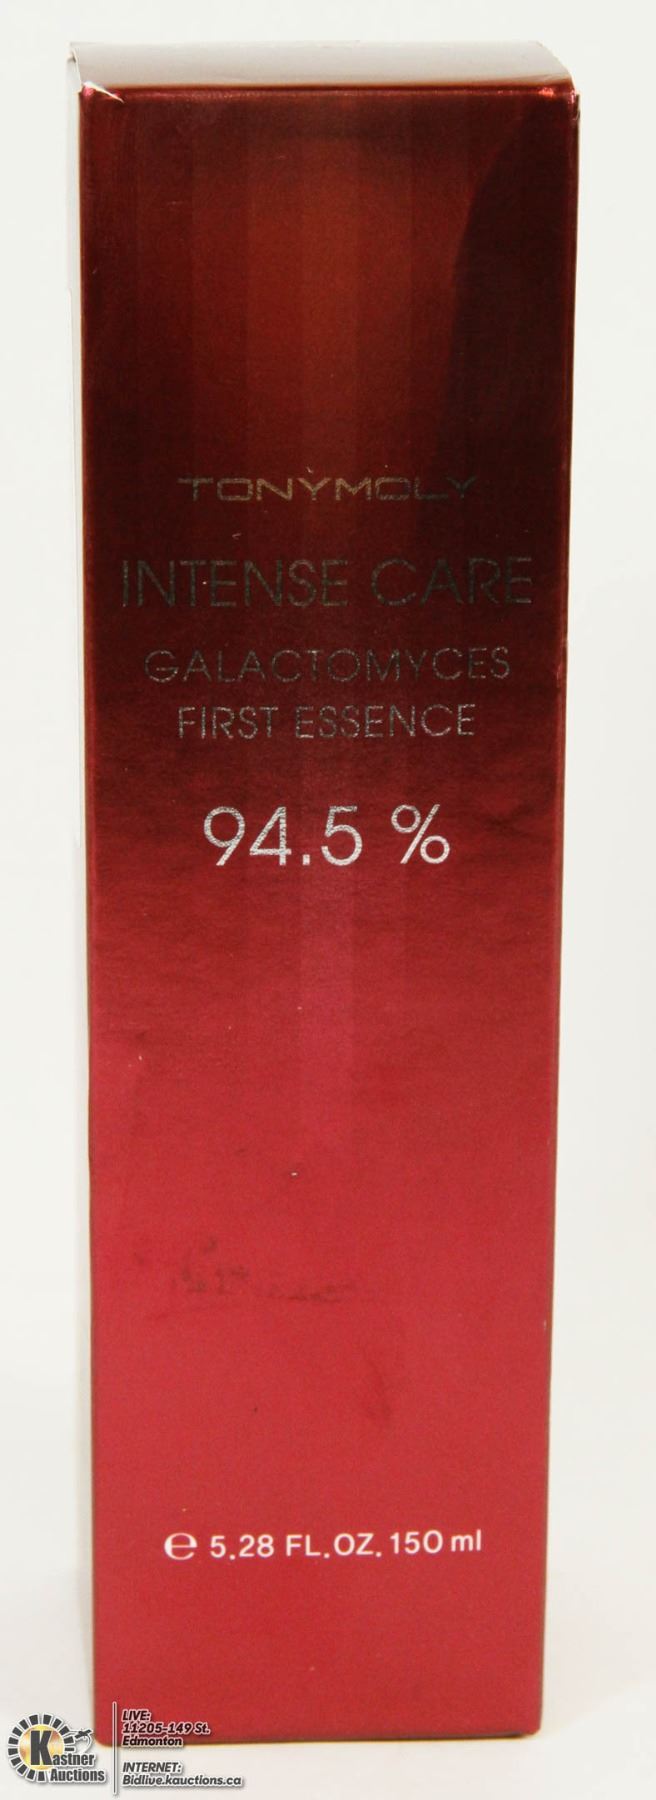 TONYMOLY
INTENSE CARE
GALACTOMYCES
FIRST ESSENCE
94.5 %
℮ 5.28 FL.OZ. 150 ml
Kastner
Auctions
LIVE:
11205-149 St.
Edmonton
INTERNET:
Bidlive.kauctions.ca